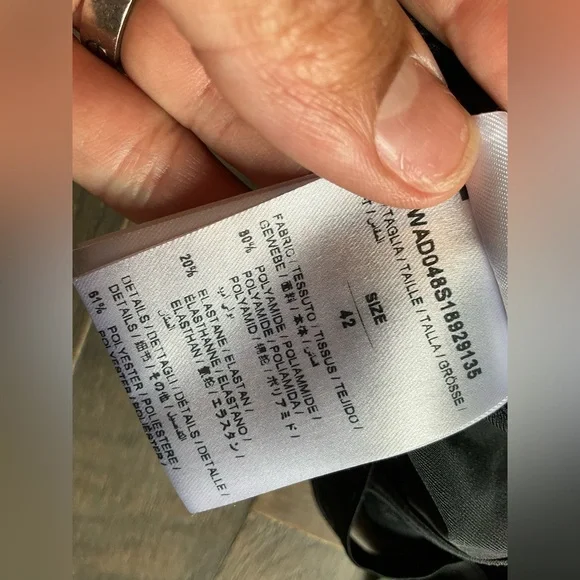 WAD048S18929135
TAGLIA / TAILLE / TALLA / GRÖSSE /
SIZE
42
FABRIC / TESSUTO / TISSUS / TEJIDO /
GEWEBE / 面料 / 本体 / قماش
80% POLYAMIDE / POLIAMMIDE /
POLYAMIDE / POLIAMIDA /
POLYAMID / 锦纶 / ポリアミド /
20% ELASTANE / ELASTAN /
ELASTHANNE / ELASTANO /
ELASTHAN / 氨纶 / エラスタン /
DETAILS / DETTAGLI / DÉTAILS / DETALLE /
DETAILS / 细节 / その他 /
61% POLYESTER / POLIESTERE /
POLYESTER /